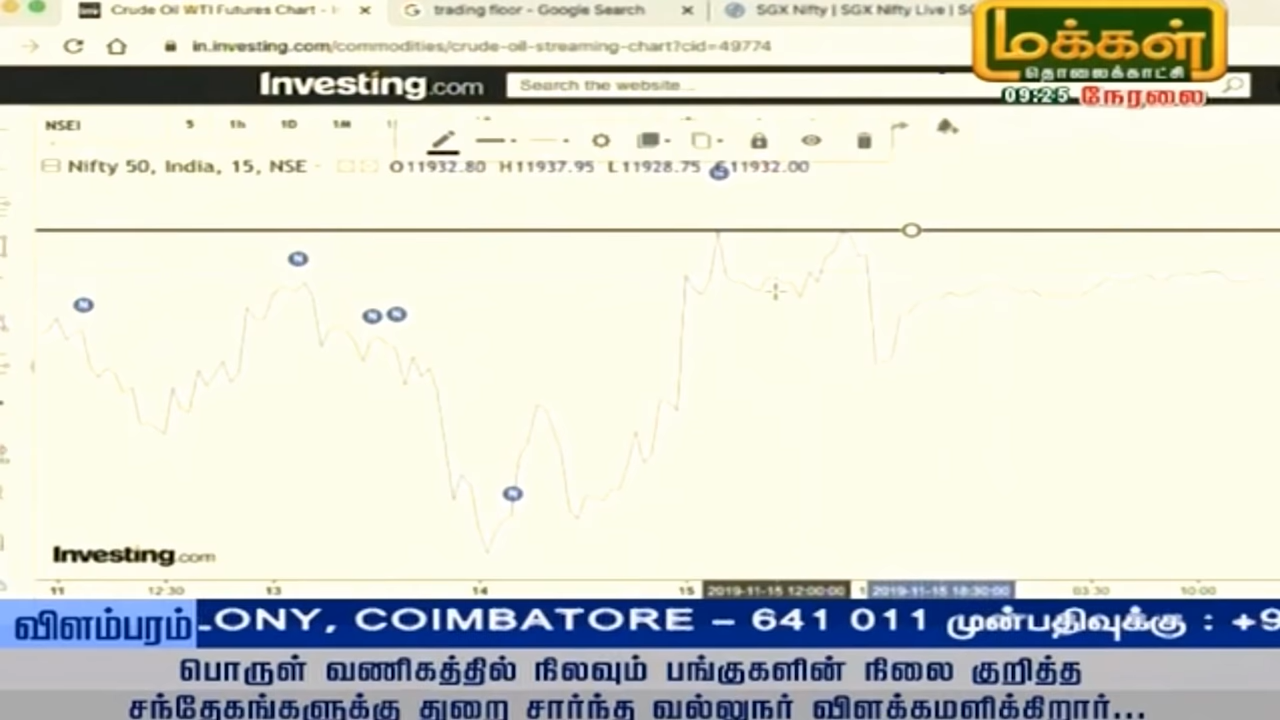 Crude Oil WTI Futures Chart - I
trading floor - Google Search
SGX Nifty | SGX Nifty Live | SG
in.investing.com/commodities/crude-oil-streaming-chart?cid=49774
மக்கள்
தொலைக்காட்சி
09:25 நேரலை
Investing.com
Search the website...
NSEI 5 1h 1D 1M
Nifty 50, India, 15, NSE O11932.80 H11937.95 L11928.75 11932.00
Investing.com
11 12:30 13 14 15 2019-11-15 12:00:00 2019-11-15 18:30:00 03:30 10:00
விளம்பரம் LONY, COIMBATORE – 641 011 முன்பதிவுக்கு : +9
பொருள் வணிகத்தில் நிலவும் பங்குகளின் நிலை குறித்த
சந்தேகங்களுக்கு துறை சார்ந்த வல்லுநர் விளக்கமளிக்கிறார்...